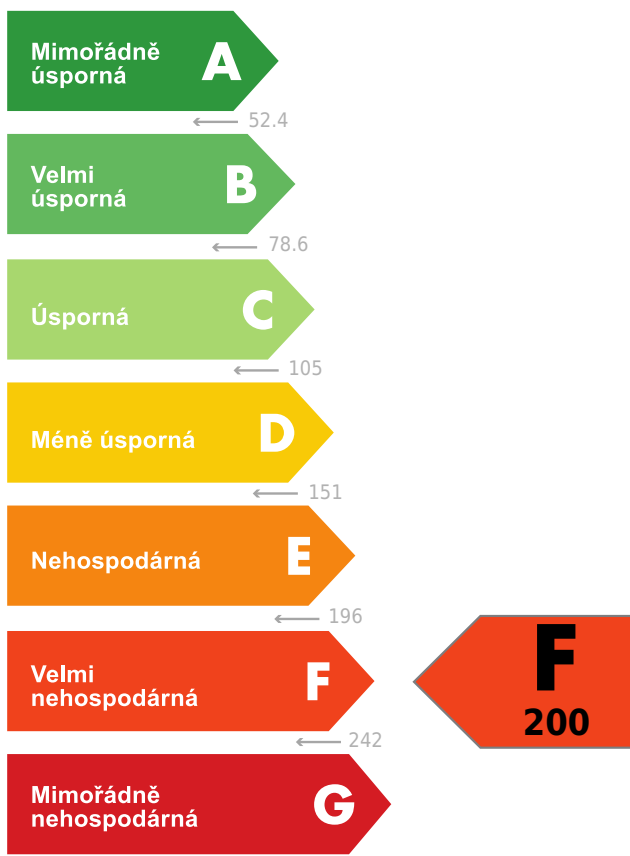 Mimořádně
úsporná
A
52.4
Velmi
úsporná
B
78.6
Úsporná
C
105
Méně úsporná
D
151
Nehospodárná
E
196
Velmi
nehospodárná
F
242
F
200
Mimořádně
nehospodárná
G